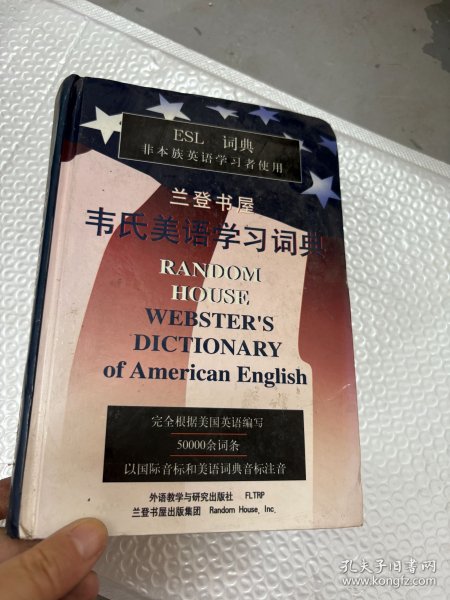 ESL 词典
非本族英语学习者使用
兰登书屋
韦氏美语学习词典
RANDOM
HOUSE
WEBSTER'S
DICTIONARY
of American English
完全根据美国英语编写
50000余词条
以国际音标和美语词典音标注音
外语教学与研究出版社 FLTRP
兰登书屋出版集团 Random House, Inc.
孔夫子旧书网
www.kongfz.com